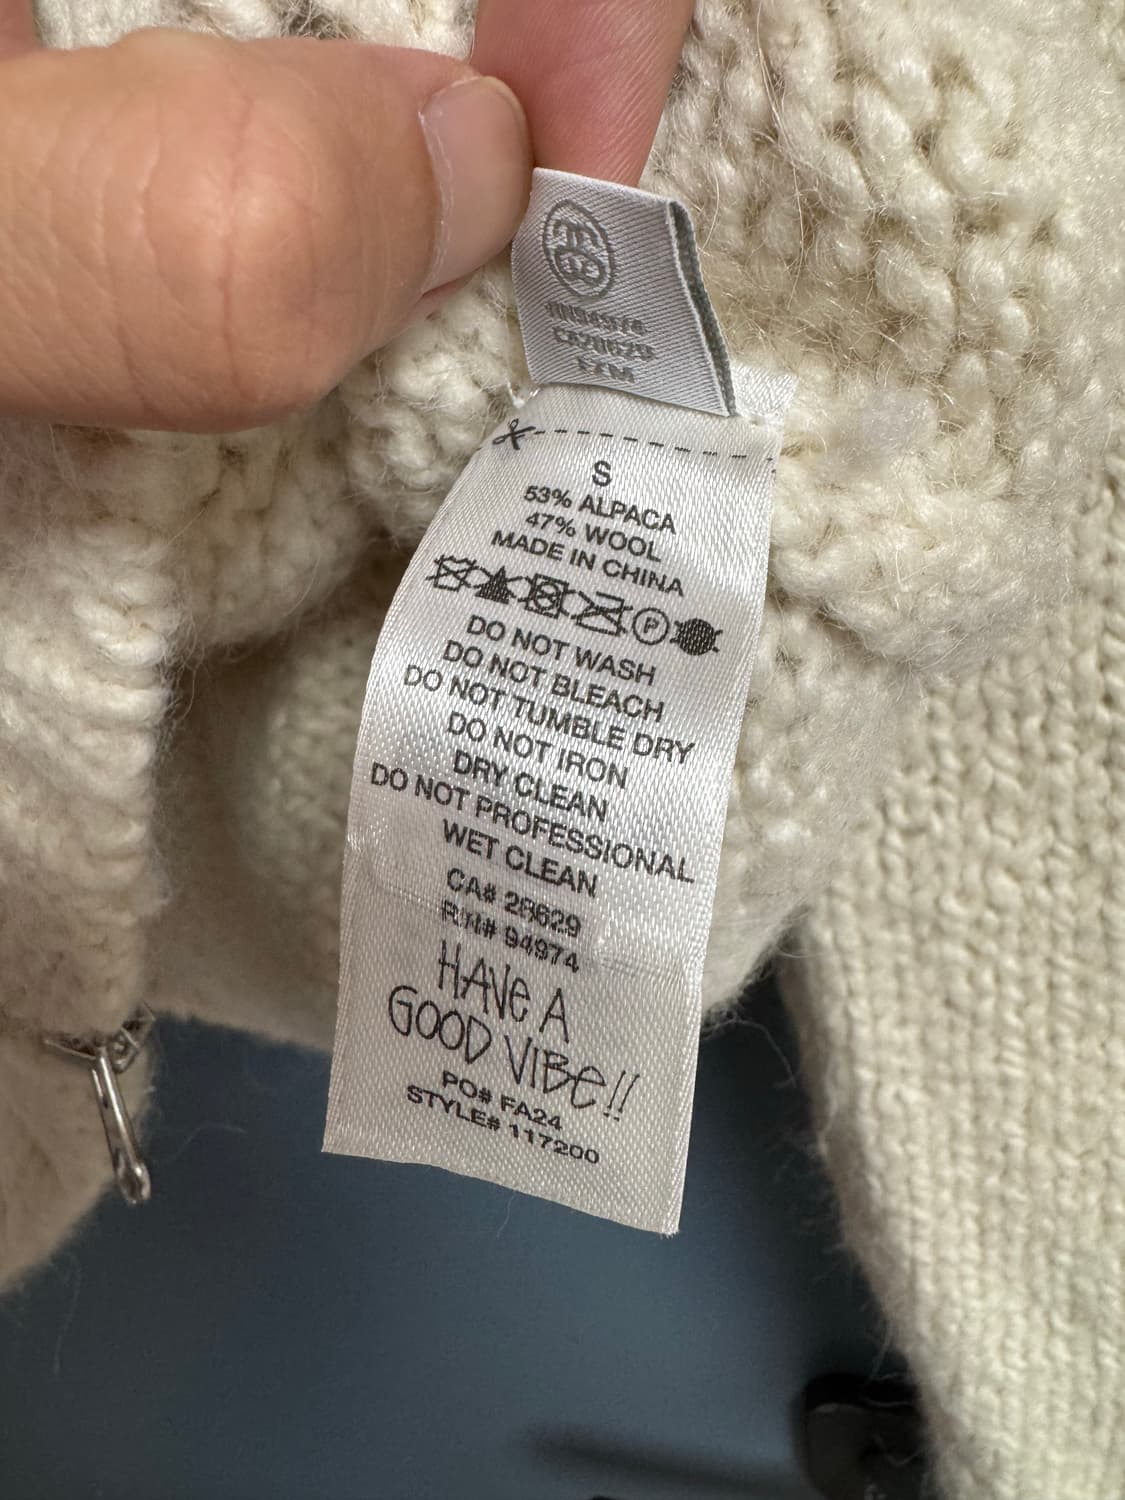 S
53% ALPACA
47% WOOL
MADE IN CHINA
P
DO NOT WASH
DO NOT BLEACH
DO NOT TUMBLE DRY
DO NOT IRON
DRY CLEAN
DO NOT PROFESSIONAL
WET CLEAN
CA# 28629
RN# 94974
HAVE A
GOOD VIBE!!
PO# FA24
STYLE# 117200